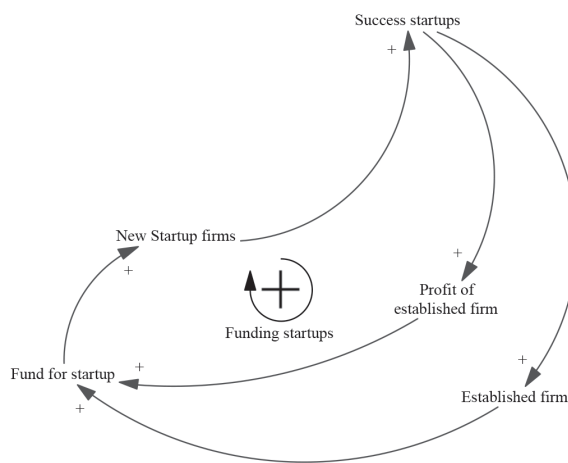 Success startups
+
New Startup firms
+
+
Profit of
established firm
+
Funding startups
Fund for startup
+
+
Established firm
+